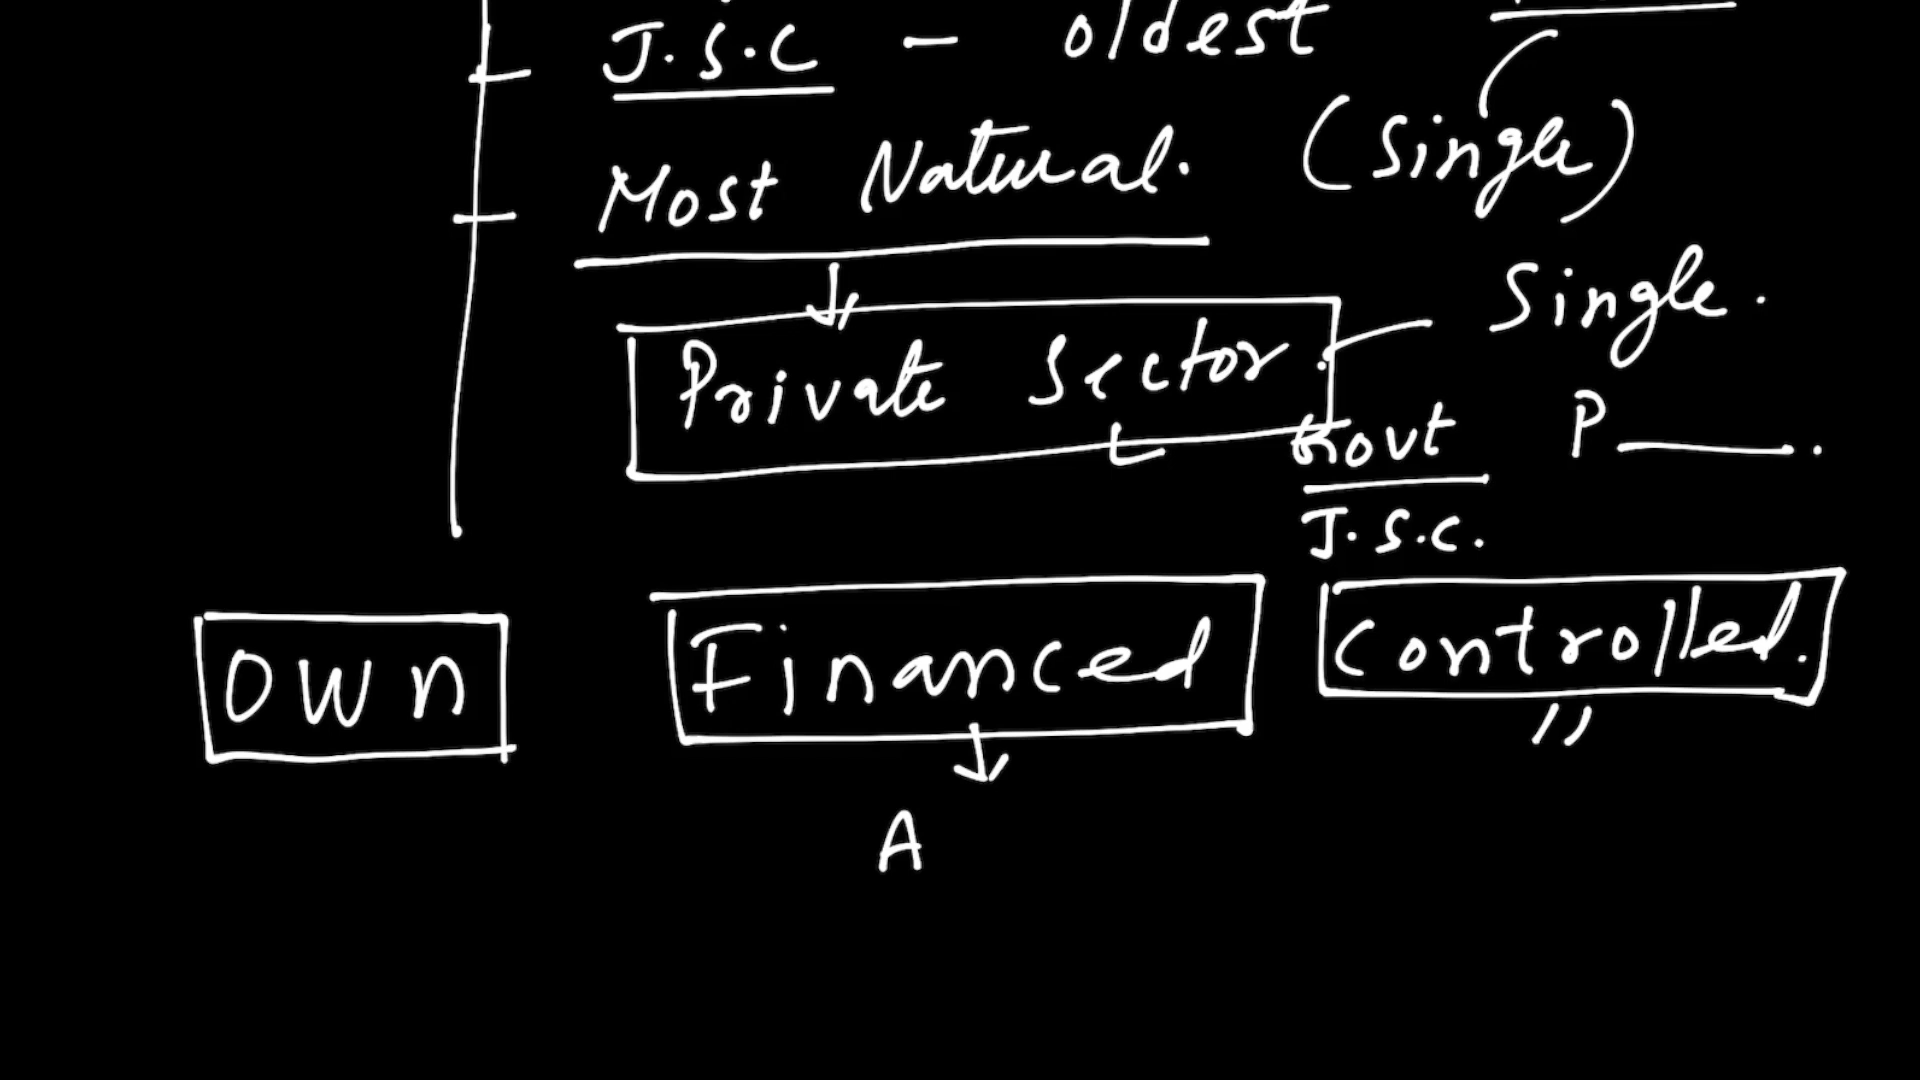 J.S.C - oldest
Most Natural. (Single)
Private Sector. Single.
Govt P
J.S.C.
Own Financed Controlled.
A